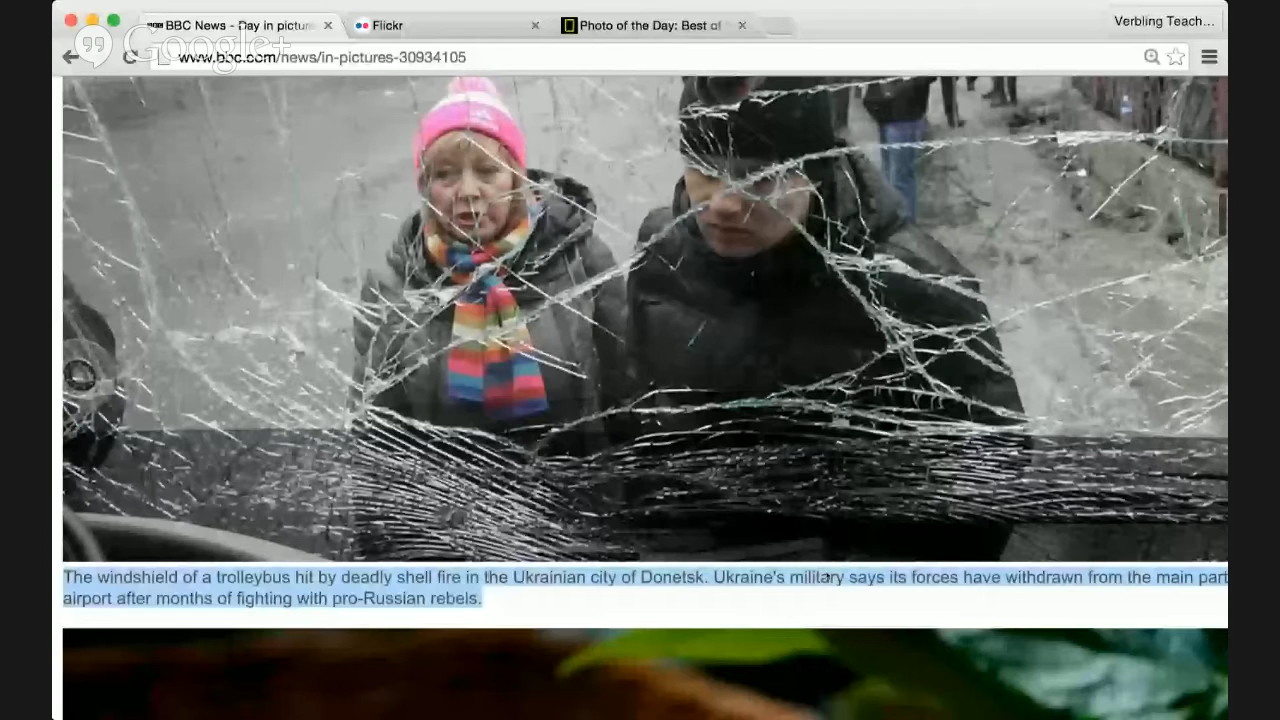 BBC News - Day in pictur
Flickr
Photo of the Day: Best of
Verbling Teach...
Google+
www.bbc.com/news/in-pictures-30934105
The windshield of a trolleybus hit by deadly shell fire in the Ukrainian city of Donetsk. Ukraine's military says its forces have withdrawn from the main part
airport after months of fighting with pro-Russian rebels.